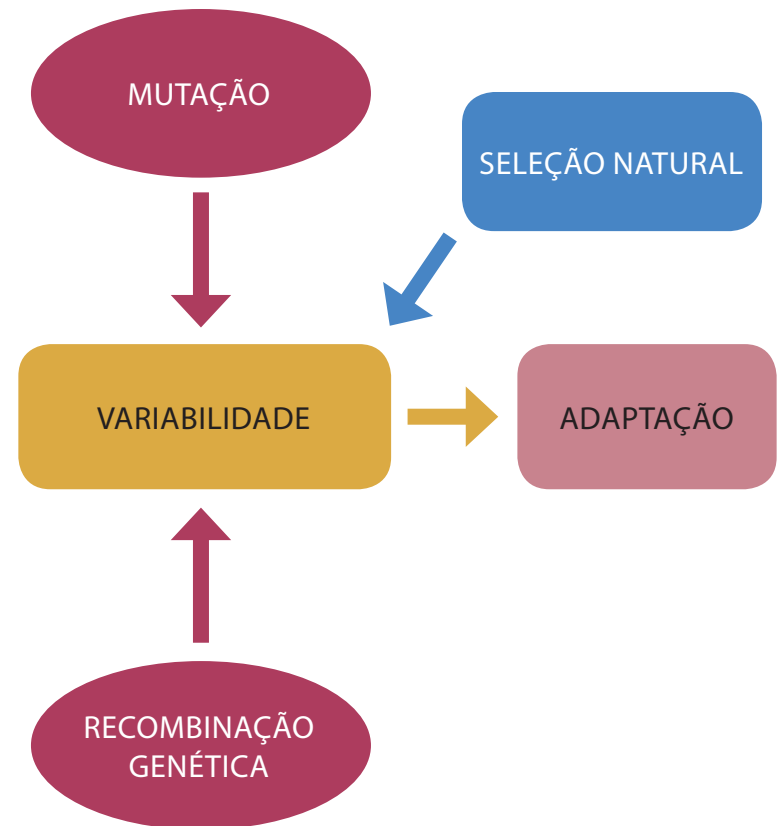 MUTAÇÃO
SELEÇÃO NATURAL
VARIABILIDADE
ADAPTAÇÃO
RECOMBINAÇÃO
GENÉTICA